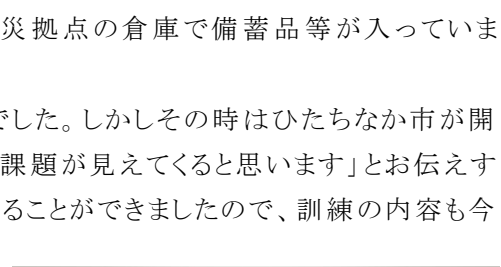 災拠点の倉庫で備蓄品等が入っていま
でした。しかしその時はひたちなか市が開
課題が見えてくると思います」とお伝えす
ることができましたので、訓練の内容も今